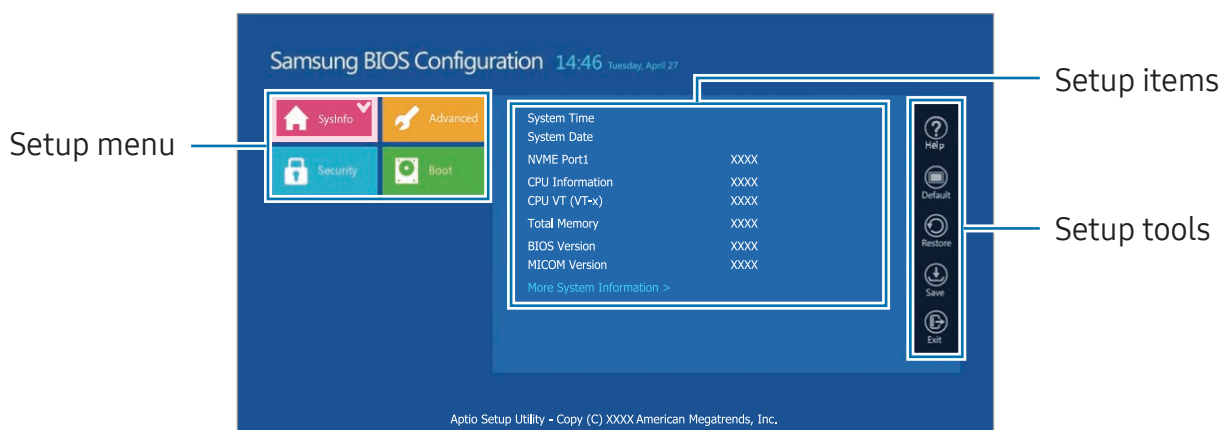 Samsung BIOS Configuration 14:46 Tuesday, April 27
Setup items
Setup menu
SysInfo
Advanced
Security
Boot
System Time
System Date
NVME Port1 XXXX
CPU Information XXXX
CPU VT (VT-x) XXXX
Total Memory XXXX
BIOS Version XXXX
MICOM Version XXXX
More System Information >
Help
Default
Restore
Save
Exit
Setup tools
Aptio Setup Utility - Copy (C) XXXX American Megatrends, Inc.